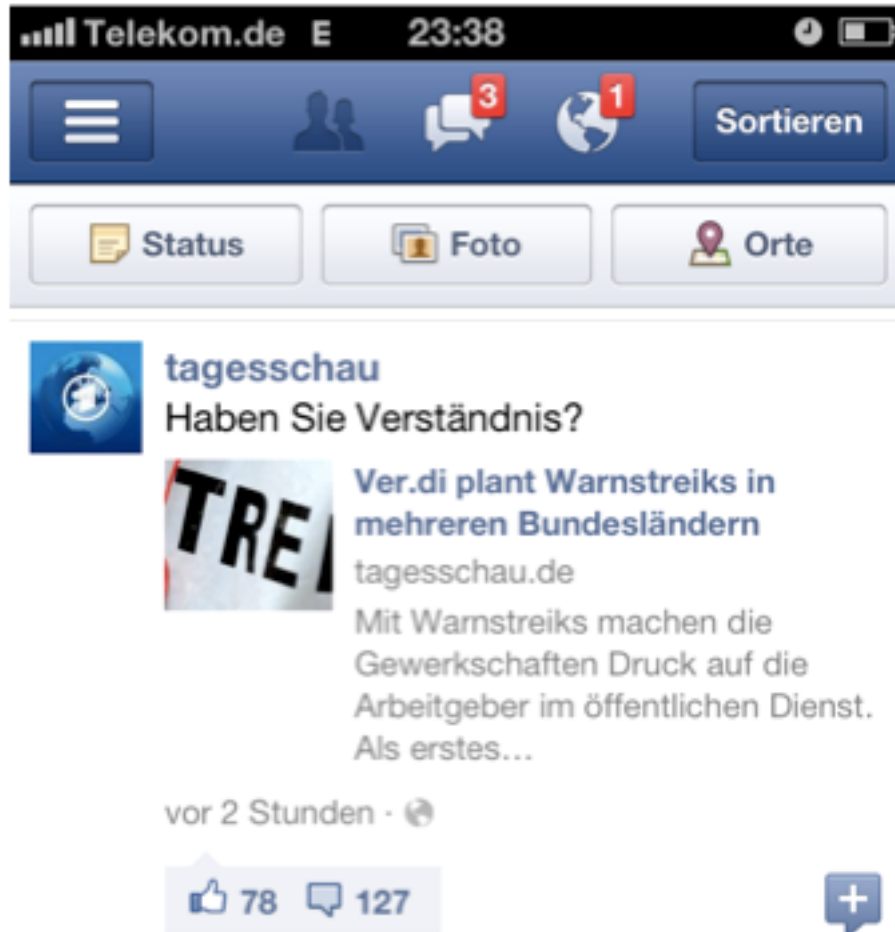 Telekom.de E 23:38
3 1 Sortieren
Status Foto Orte
tagesschau
Haben Sie Verständnis?
TREI
Ver.di plant Warnstreiks in
mehreren Bundesländern
tagesschau.de
Mit Warnstreiks machen die
Gewerkschaften Druck auf die
Arbeitgeber im öffentlichen Dienst.
Als erstes...
vor 2 Stunden ·
78 127